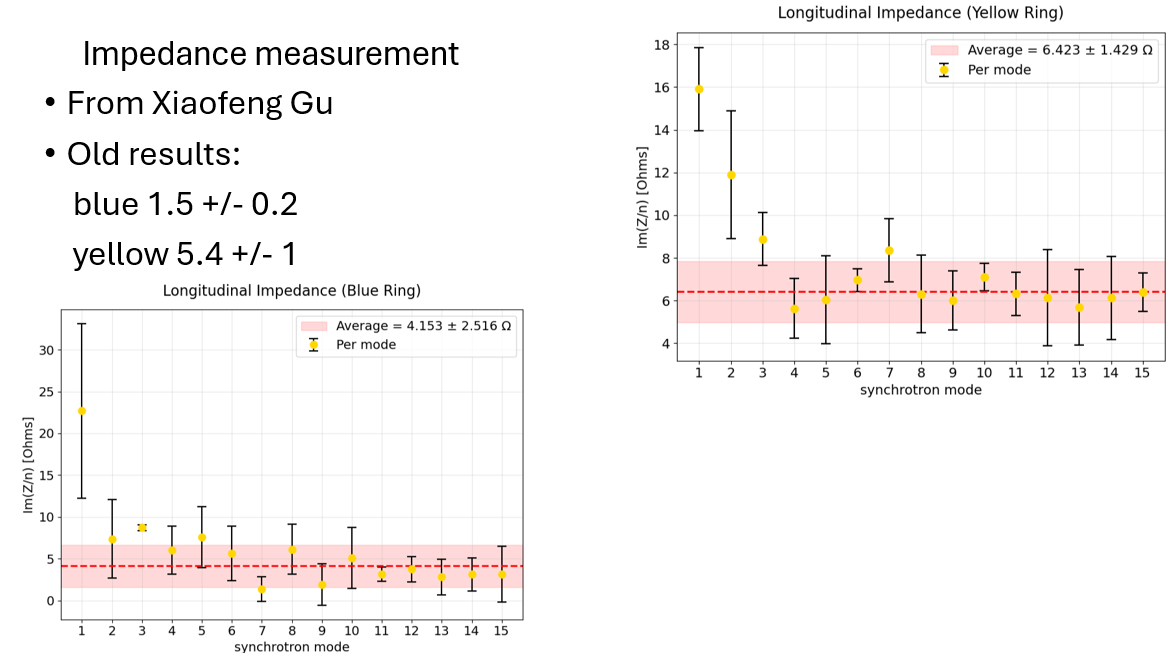 Impedance measurement
• From Xiaofeng Gu
• Old results:
blue 1.5 +/- 0.2
yellow 5.4 +/- 1
Longitudinal Impedance (Blue Ring)
Average = 4.153 ± 2.516 Ω
Per mode
Im(Z/n) [Ohms]
30
25
20
15
10
5
0
1 2 3 4 5 6 7 8 9 10 11 12 13 14 15
synchrotron mode
Longitudinal Impedance (Yellow Ring)
Average = 6.423 ± 1.429 Ω
Per mode
Im(Z/n) [Ohms]
18
16
14
12
10
8
6
4
1 2 3 4 5 6 7 8 9 10 11 12 13 14 15
synchrotron mode